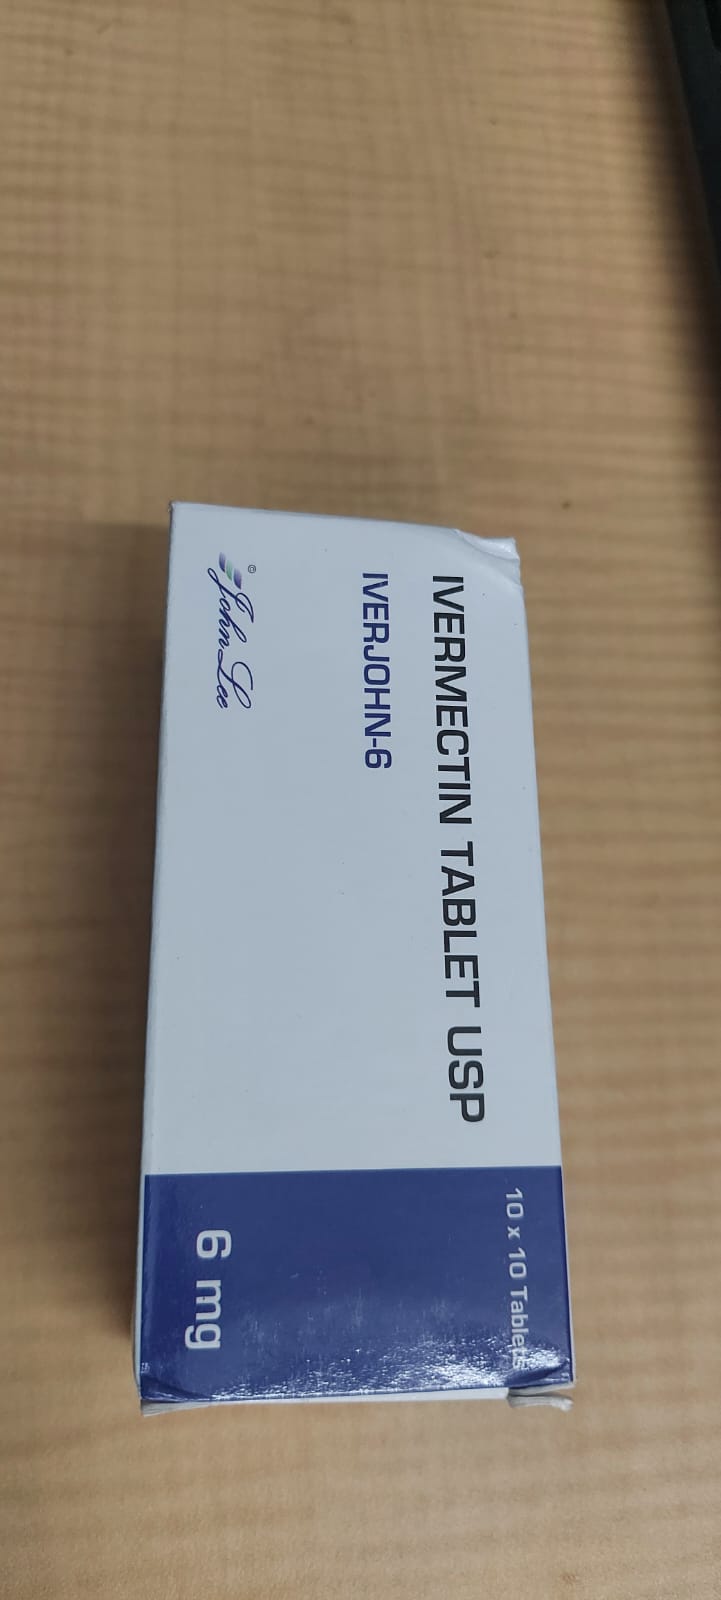 10 x 10 Tablets
IVERMECTIN TABLET USP
IVERJOHN-6
©
John Lee
6 mg